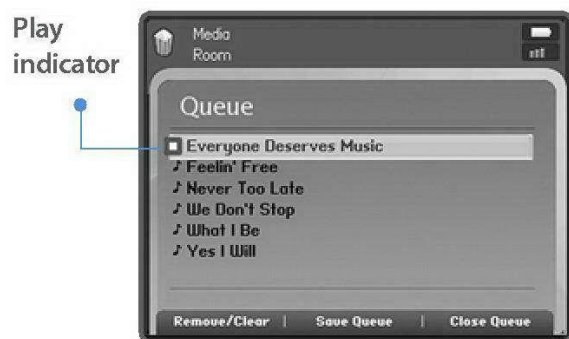 Play
indicator
Media
Room
Queue
Everyone Deserves Music
Feelin' Free
Never Too Late
We Don't Stop
What I Be
Yes I Will
Remove/Clear | Save Queue | Close Queue